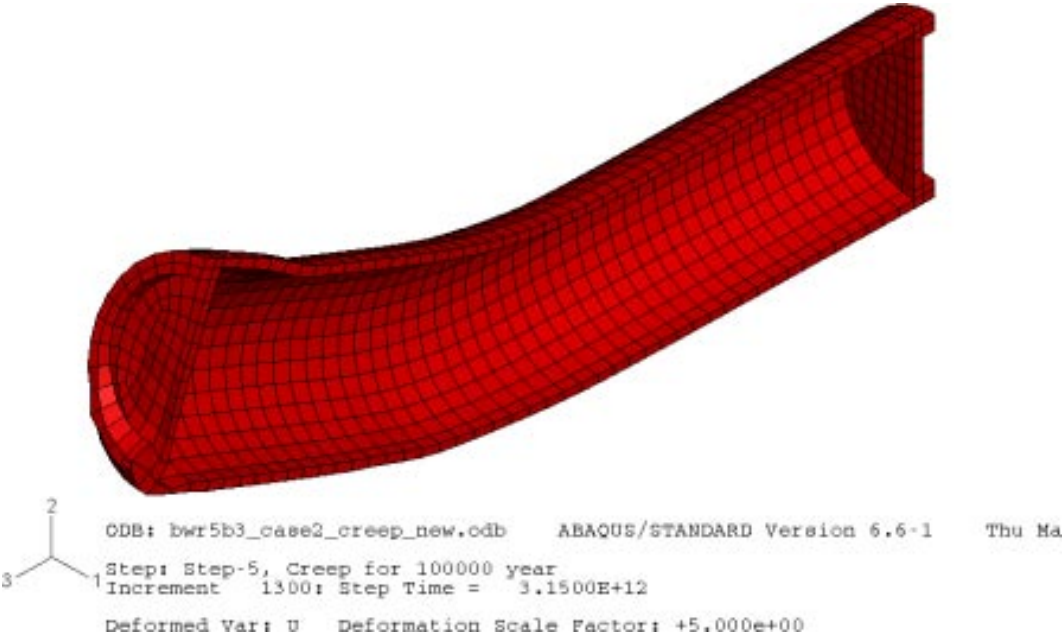 2
3
1
ODB: bwr5b3_case2_creep_new.odb ABAQUS/STANDARD Version 6.6-1 Thu Ma
Step: Step-5, Creep for 100000 year
Increment 1300: Step Time = 3.1500E+12
Deformed Var: U Deformation Scale Factor: +5.000e+00